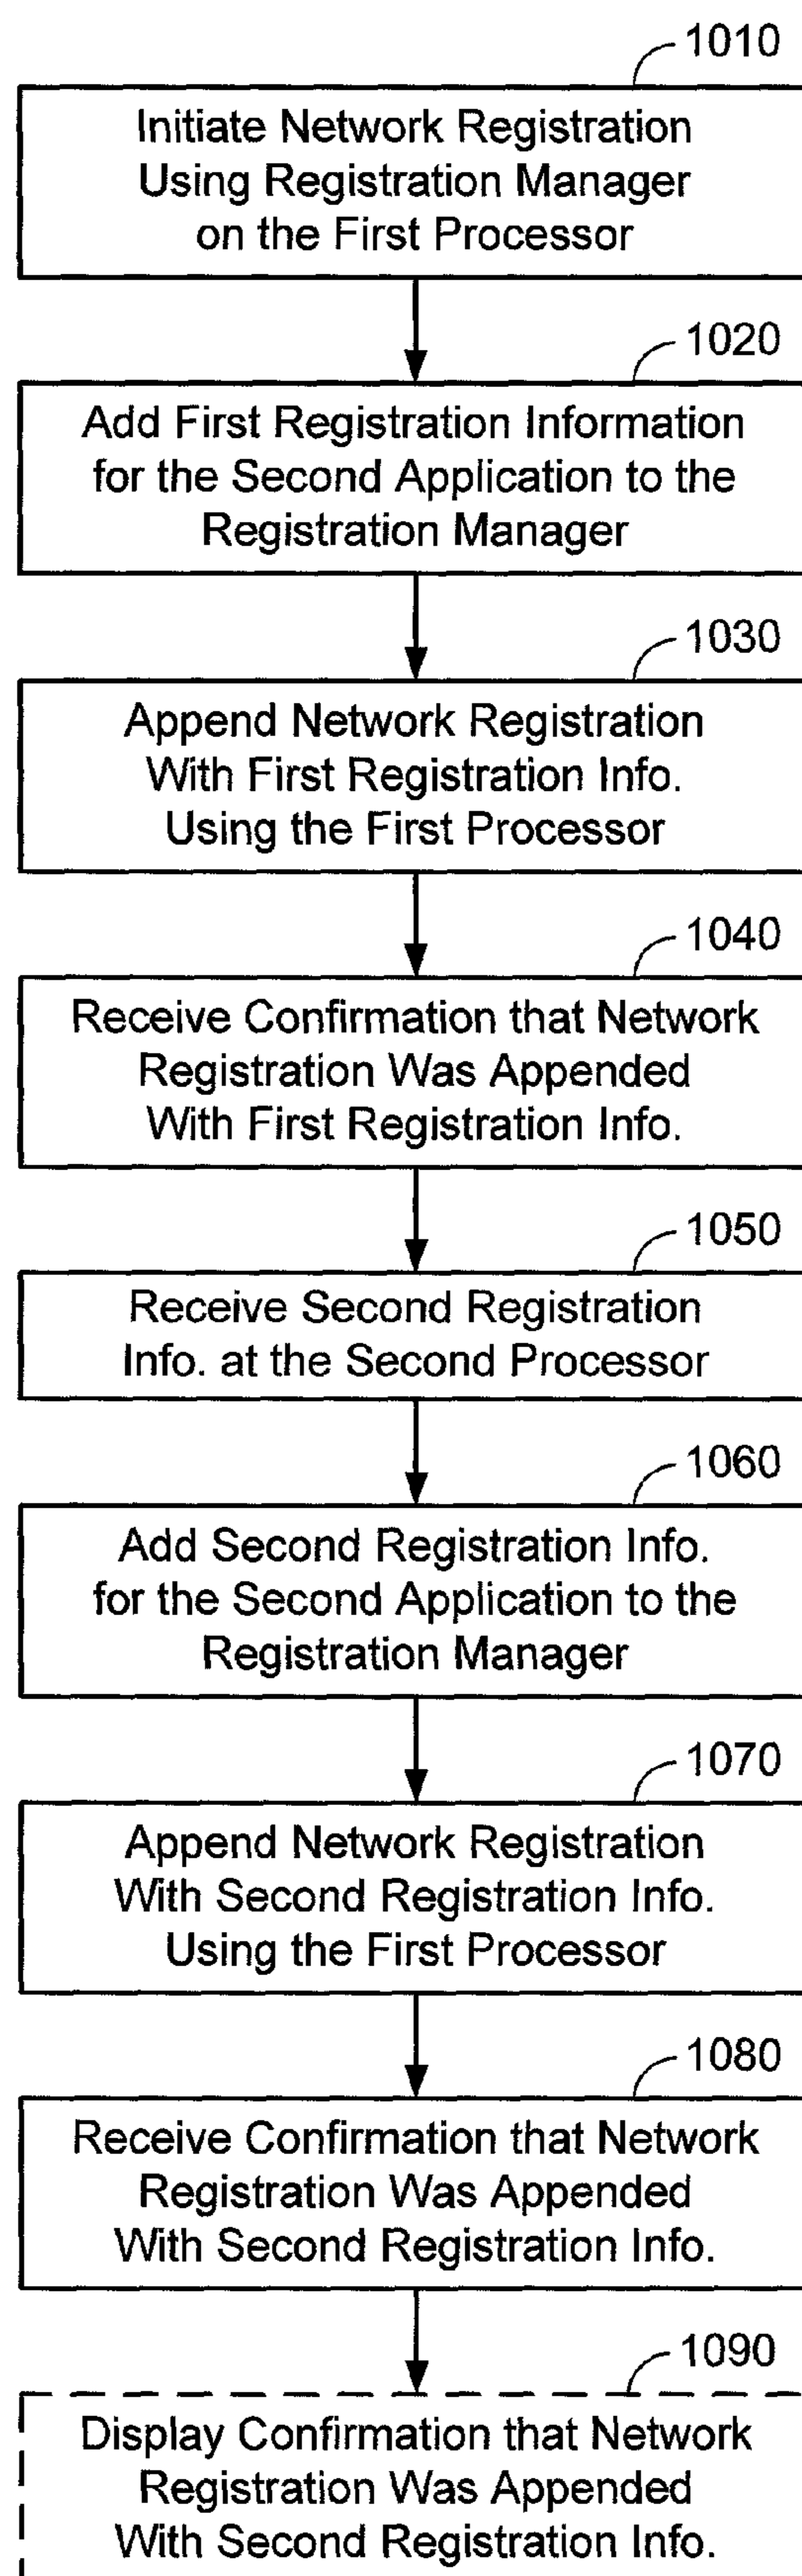 1010
Initiate Network Registration
Using Registration Manager
on the First Processor
1020
Add First Registration Information
for the Second Application to the
Registration Manager
1030
Append Network Registration
With First Registration Info.
Using the First Processor
1040
Receive Confirmation that Network
Registration Was Appended
With First Registration Info.
1050
Receive Second Registration
Info. at the Second Processor
1060
Add Second Registration Info.
for the Second Application to the
Registration Manager
1070
Append Network Registration
With Second Registration Info.
Using the First Processor
1080
Receive Confirmation that Network
Registration Was Appended
With Second Registration Info.
1090
Display Confirmation that Network
Registration Was Appended
With Second Registration Info.